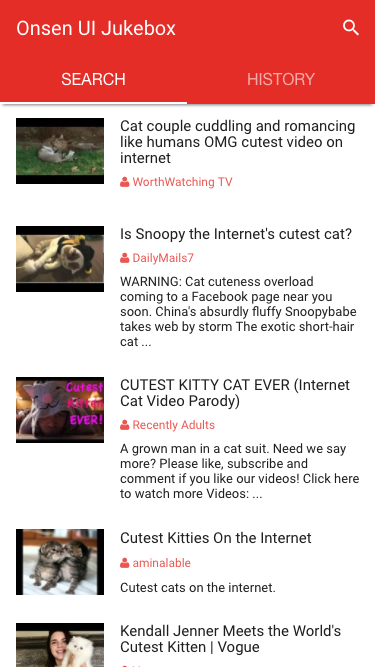 Onsen UI Jukebox
SEARCH
HISTORY
Cat couple cuddling and romancing
like humans OMG cutest video on
internet
WorthWatching TV
Is Snoopy the Internet's cutest cat?
DailyMails7
WARNING: Cat cuteness overload
coming to a Facebook page near you
soon. China's absurdly fluffy Snoopybabe
takes web by storm The exotic short-hair
cat ...
Cutest
Kitten
EVER!
CUTEST KITTY CAT EVER (Internet
Cat Video Parody)
Recently Adults
A grown man in a cat suit. Need we say
more? Please like, subscribe and
comment if you like our videos! Click here
to watch more Videos: ...
Cutest Kitties On the Internet
aminalable
Cutest cats on the internet.
Kendall Jenner Meets the World's
Cutest Kitten | Vogue